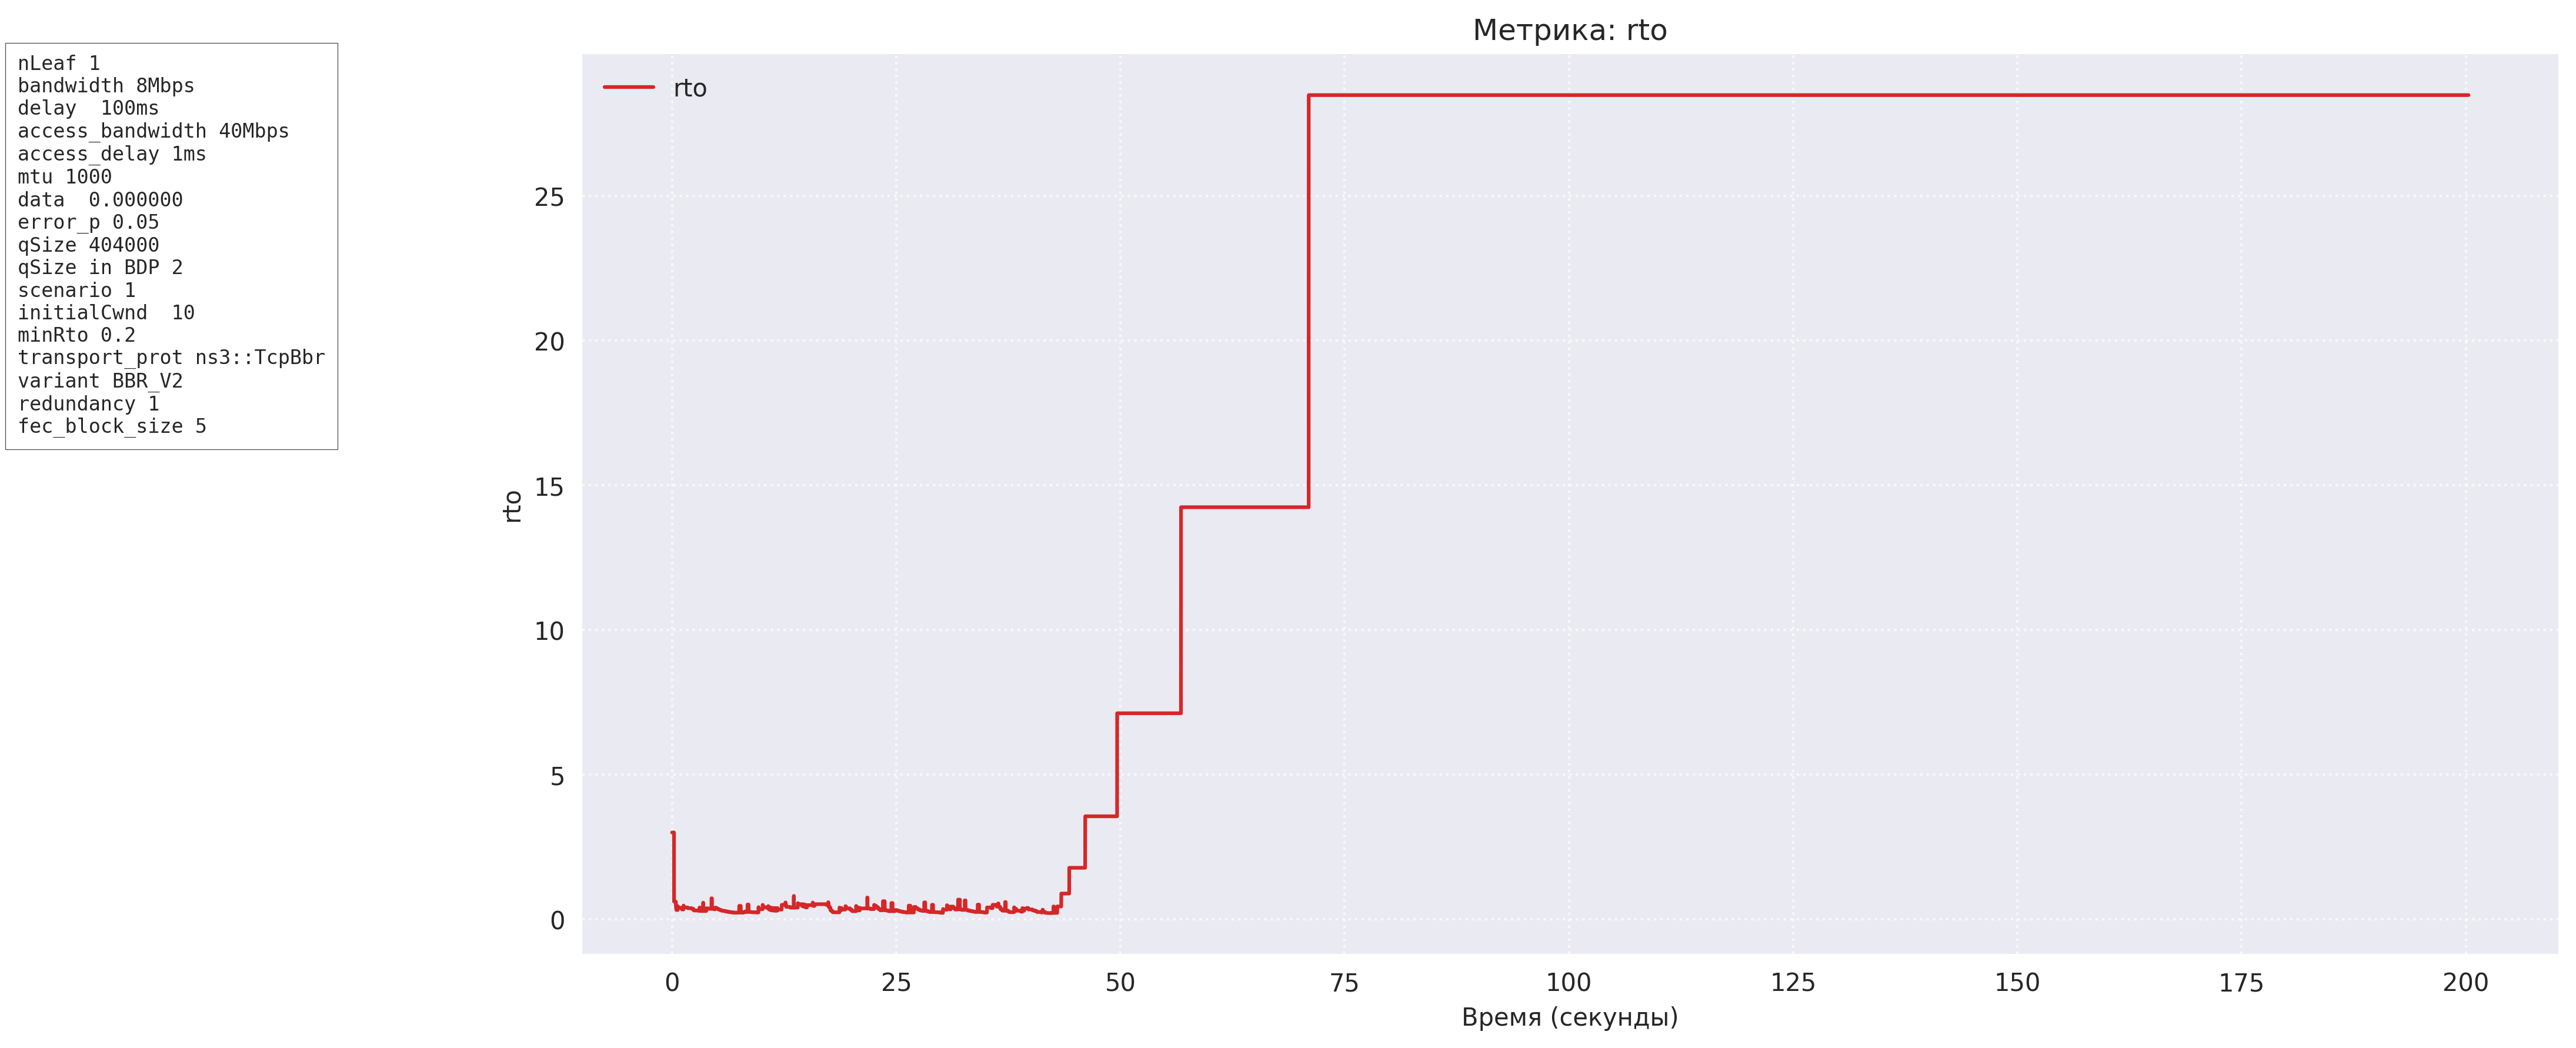 Метрика: rto
nLeaf 1
bandwidth 8Mbps
delay  100ms
access_bandwidth 40Mbps
access_delay 1ms
mtu 1000
data  0.000000
error_p 0.05
qSize 404000
qSize in BDP 2
scenario 1
initialCwnd  10
minRto 0.2
transport_prot ns3::TcpBbr
variant BBR_V2
redundancy 1
fec_block_size 5
rto
rto
25
20
15
10
5
0
0 25 50 75 100 125 150 175 200
Время (секунды)